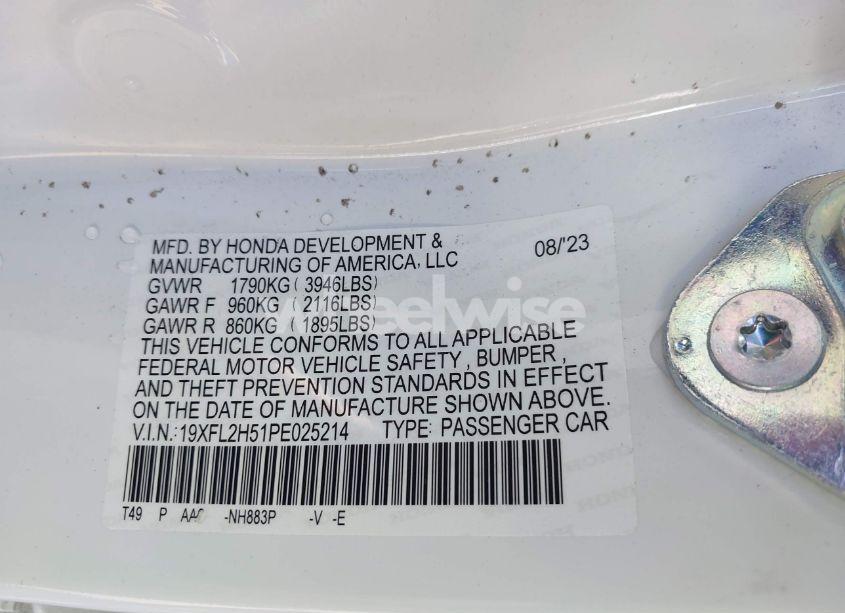 MFD. BY HONDA DEVELOPMENT & 08/'23
MANUFACTURING OF AMERICA, LLC
GVWR 1790KG ( 3946LBS)
GAWR F 960KG ( 2116LBS)
GAWR R 860KG ( 1895LBS)
wheelwise
THIS VEHICLE CONFORMS TO ALL APPLICABLE
FEDERAL MOTOR VEHICLE SAFETY, BUMPER,
AND THEFT PREVENTION STANDARDS IN EFFECT
ON THE DATE OF MANUFACTURE SHOWN ABOVE.
V.I.N.:19XFL2H51PE025214 TYPE: PASSENGER CAR
T49 P -NH883P -V -E